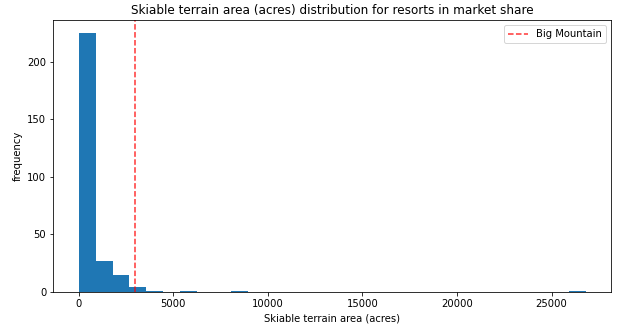 Skiable terrain area (acres) distribution for resorts in market share
Big Mountain
frequency
200
150
100
50
0
0 5000 10000 15000 20000 25000
Skiable terrain area (acres)